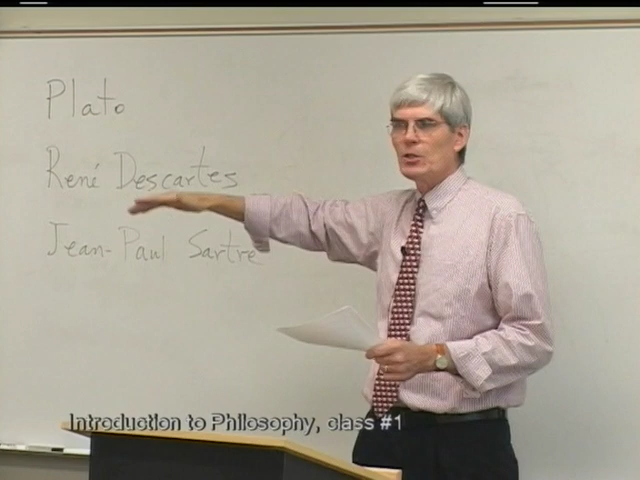 Plato
René Descartes
Jean-Paul Sartre
Introduction to Philosophy, class #1